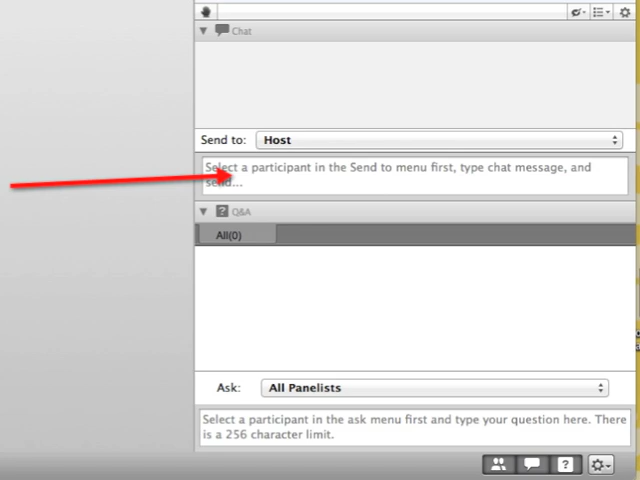 Chat
Send to: Host
Select a participant in the Send to menu first, type chat message, and
send...
? Q&A
All(0)
Ask: All Panelists
Select a participant in the ask menu first and type your question here. There
is a 256 character limit.
?